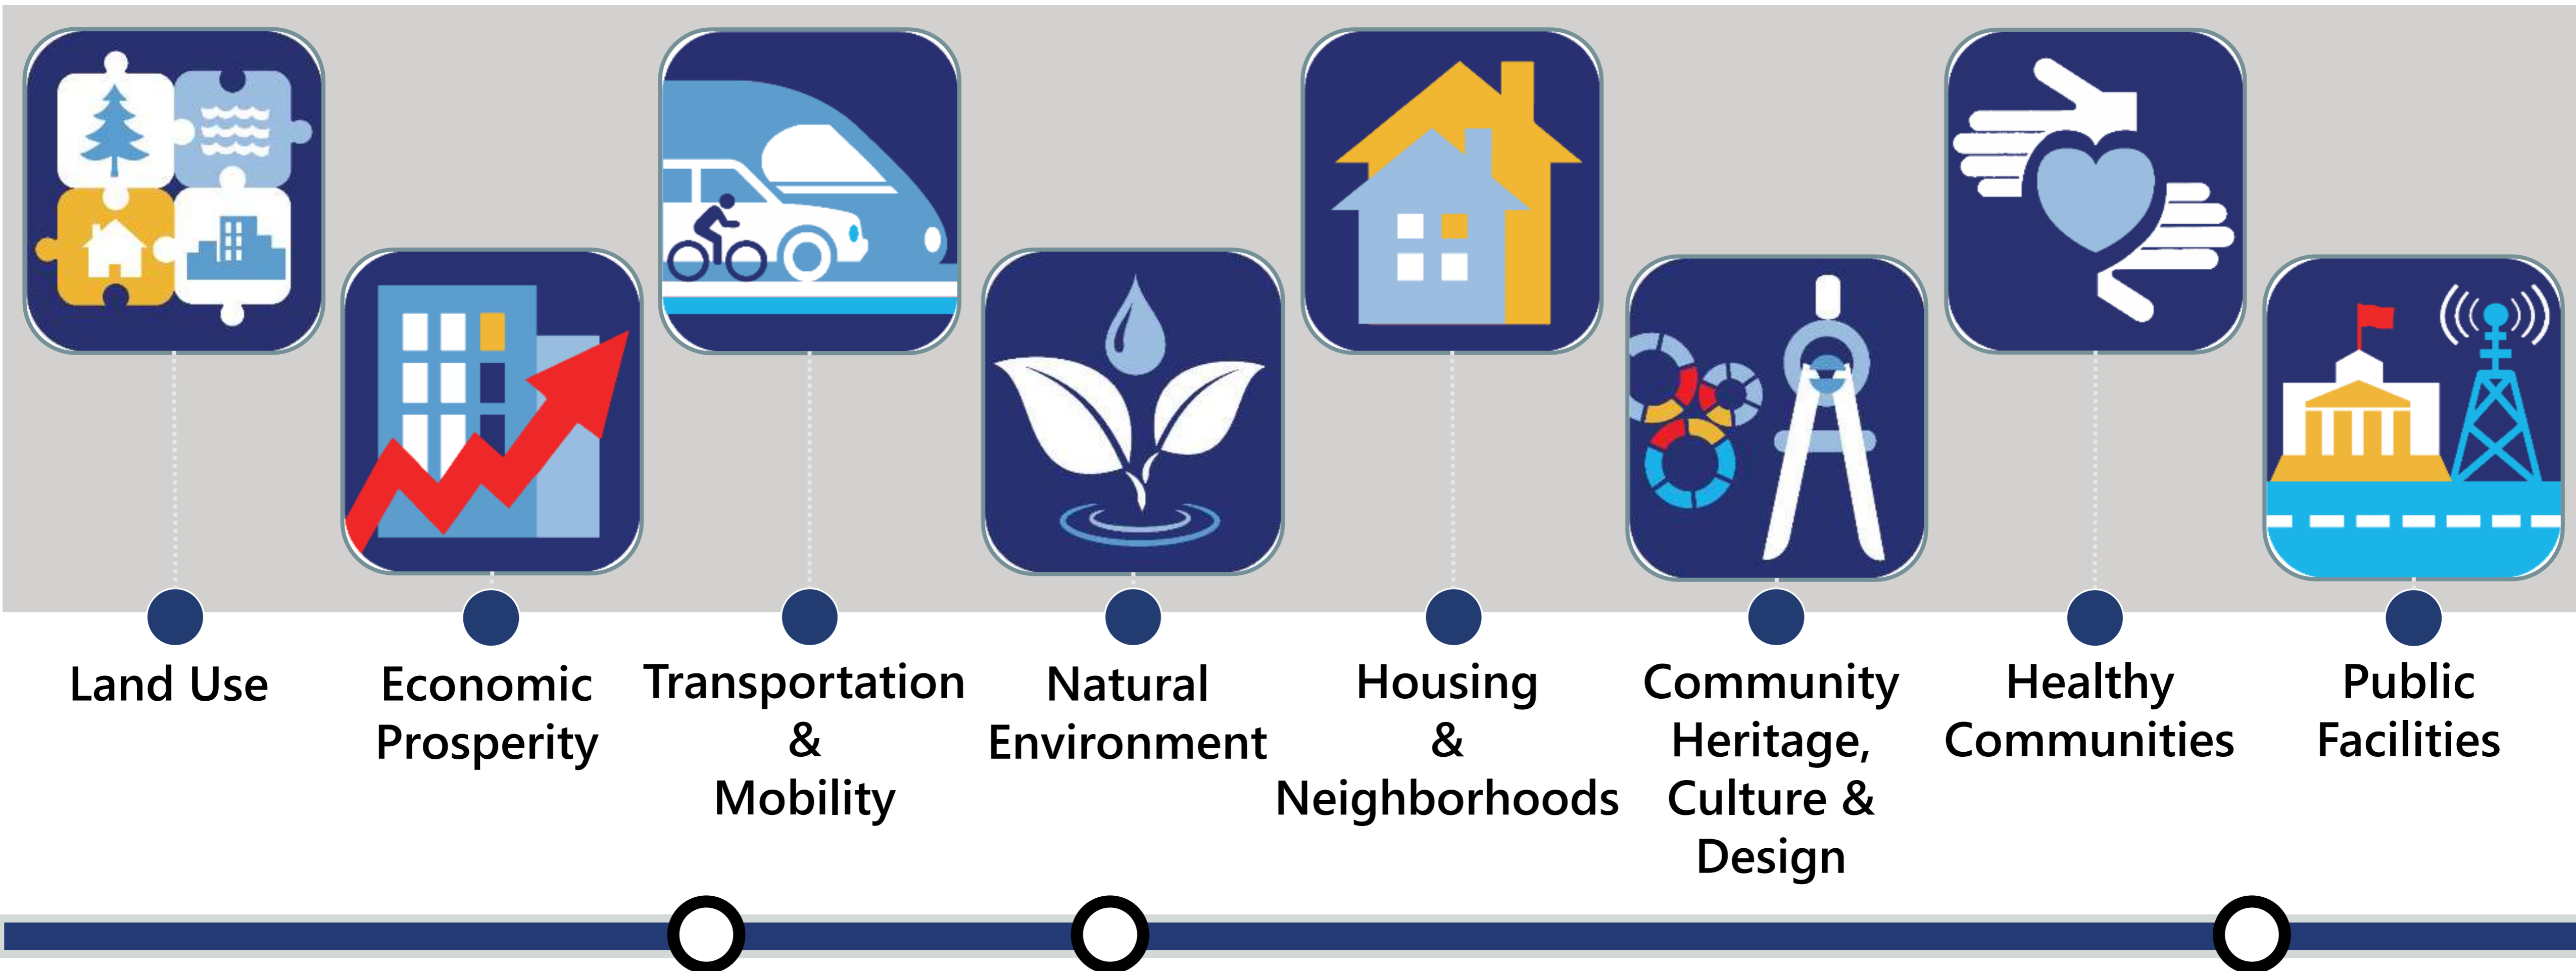 Land Use
Economic
Prosperity
Transportation
&
Mobility
Natural
Environment
Housing
&
Neighborhoods
Community
Heritage,
Culture &
Design
Healthy
Communities
Public
Facilities